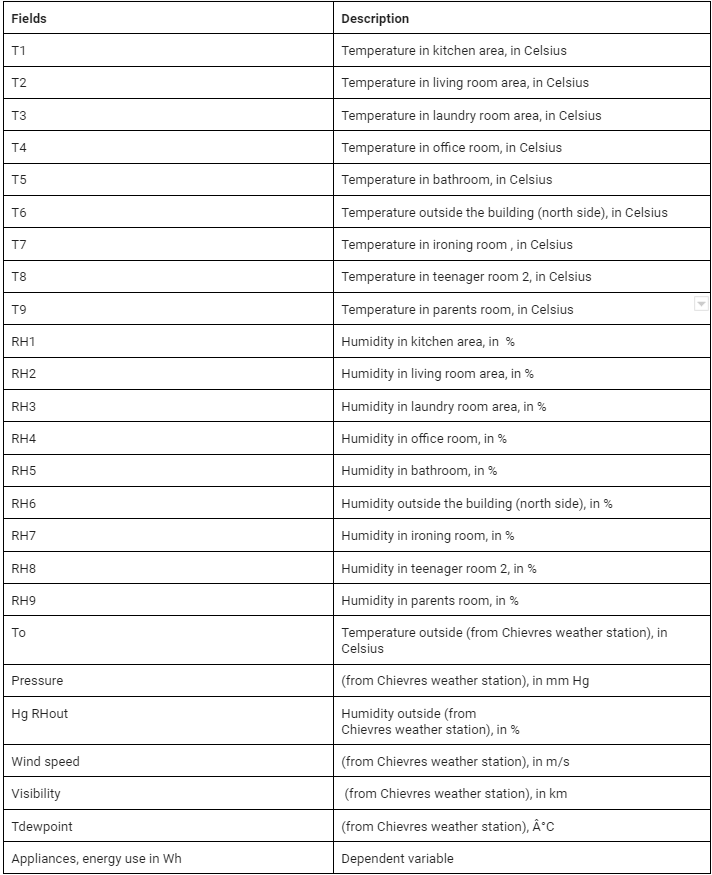 Fields Description
T1 Temperature in kitchen area, in Celsius
T2 Temperature in living room area, in Celsius
T3 Temperature in laundry room area, in Celsius
T4 Temperature in office room, in Celsius
T5 Temperature in bathroom, in Celsius
T6 Temperature outside the building (north side), in Celsius
T7 Temperature in ironing room , in Celsius
T8 Temperature in teenager room 2, in Celsius
T9 Temperature in parents room, in Celsius
RH1 Humidity in kitchen area, in  %
RH2 Humidity in living room area, in %
RH3 Humidity in laundry room area, in %
RH4 Humidity in office room, in %
RH5 Humidity in bathroom, in %
RH6 Humidity outside the building (north side), in %
RH7 Humidity in ironing room, in %
RH8 Humidity in teenager room 2, in %
RH9 Humidity in parents room, in %
To Temperature outside (from Chievres weather station), in
Celsius
Pressure (from Chievres weather station), in mm Hg
Hg RHout Humidity outside (from
Chievres weather station), in %
Wind speed (from Chievres weather station), in m/s
Visibility (from Chievres weather station), in km
Tdewpoint (from Chievres weather station), Â°C
Appliances, energy use in Wh Dependent variable